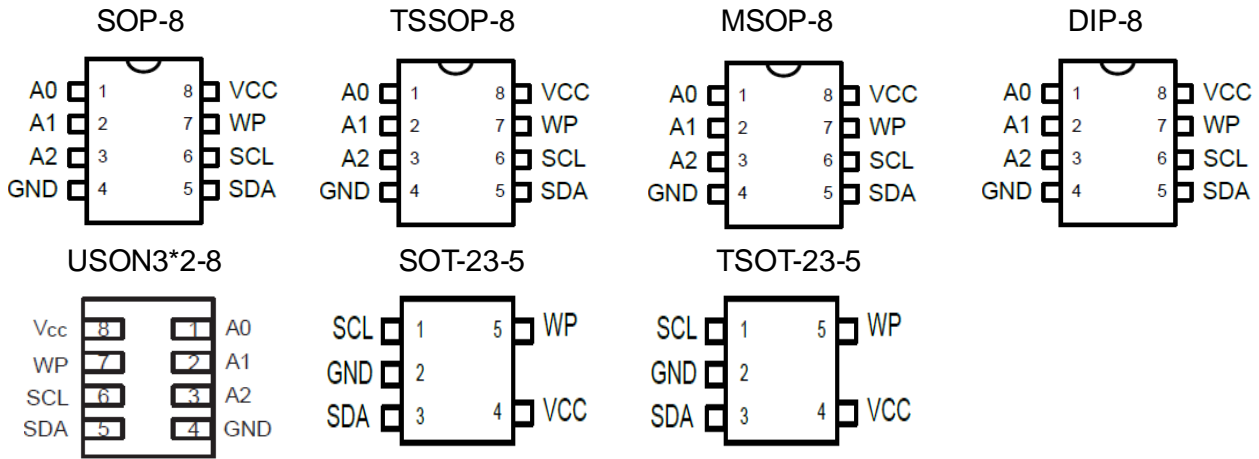 SOP-8 TSSOP-8 MSOP-8 DIP-8
A0 1 8 VCC A0 1 8 VCC A0 1 8 VCC A0 1 8 VCC
A1 2 7 WP A1 2 7 WP A1 2 7 WP A1 2 7 WP
A2 3 6 SCL A2 3 6 SCL A2 3 6 SCL A2 3 6 SCL
GND 4 5 SDA GND 4 5 SDA GND 4 5 SDA GND 4 5 SDA
USON3*2-8 SOT-23-5 TSOT-23-5
Vcc 8 1 A0 SCL 1 5 WP SCL 1 5 WP
WP 7 2 A1 GND 2 GND 2
SCL 6 3 A2 SDA 3 4 VCC SDA 3 4 VCC
SDA 5 4 GND